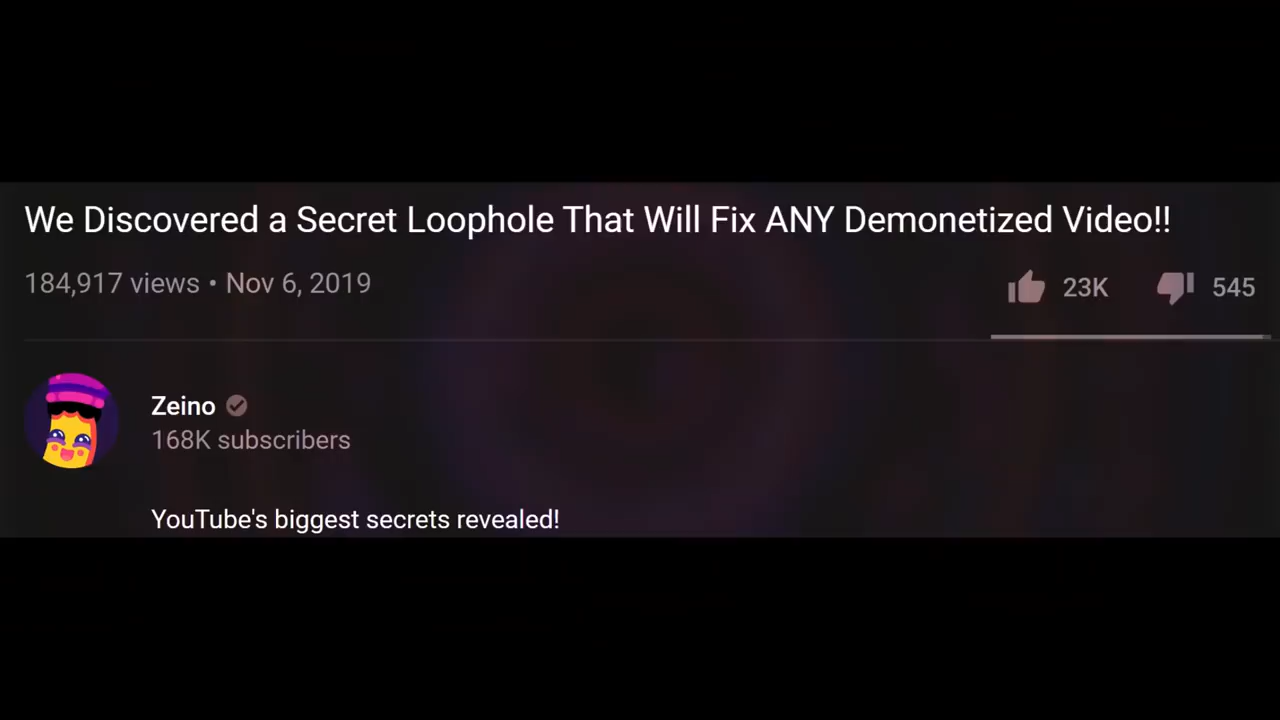 We Discovered a Secret Loophole That Will Fix ANY Demonetized Video!!
184,917 views • Nov 6, 2019
23K
545
Zeino
168K subscribers
YouTube's biggest secrets revealed!